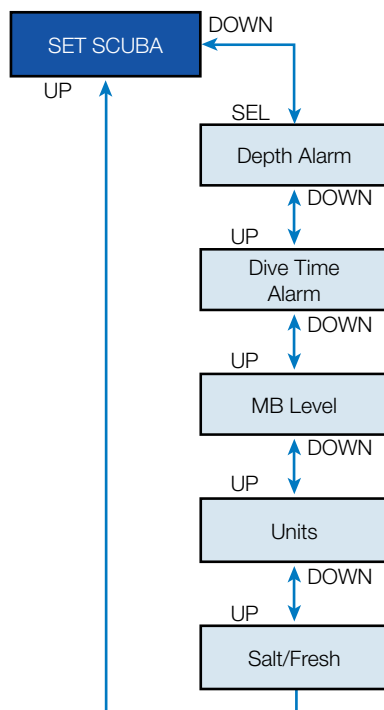 SET SCUBA
DOWN
UP
SEL
Depth Alarm
DOWN
UP
Dive Time
Alarm
DOWN
UP
MB Level
DOWN
UP
Units
DOWN
UP
Salt/Fresh